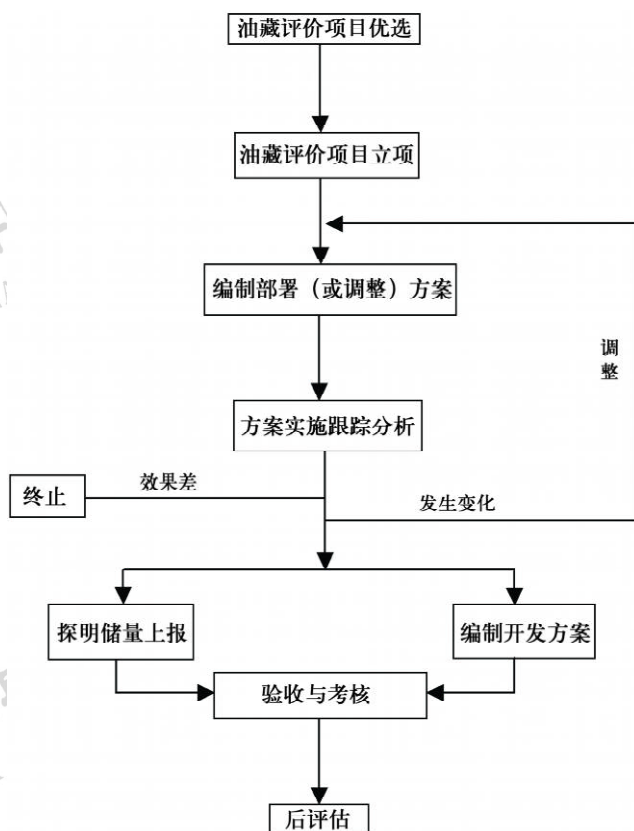 油藏评价项目优选
油藏评价项目立项
编制部署（或调整）方案
调
整
方案实施跟踪分析
效果差
终止
发生变化
探明储量上报
编制开发方案
验收与考核
后评估